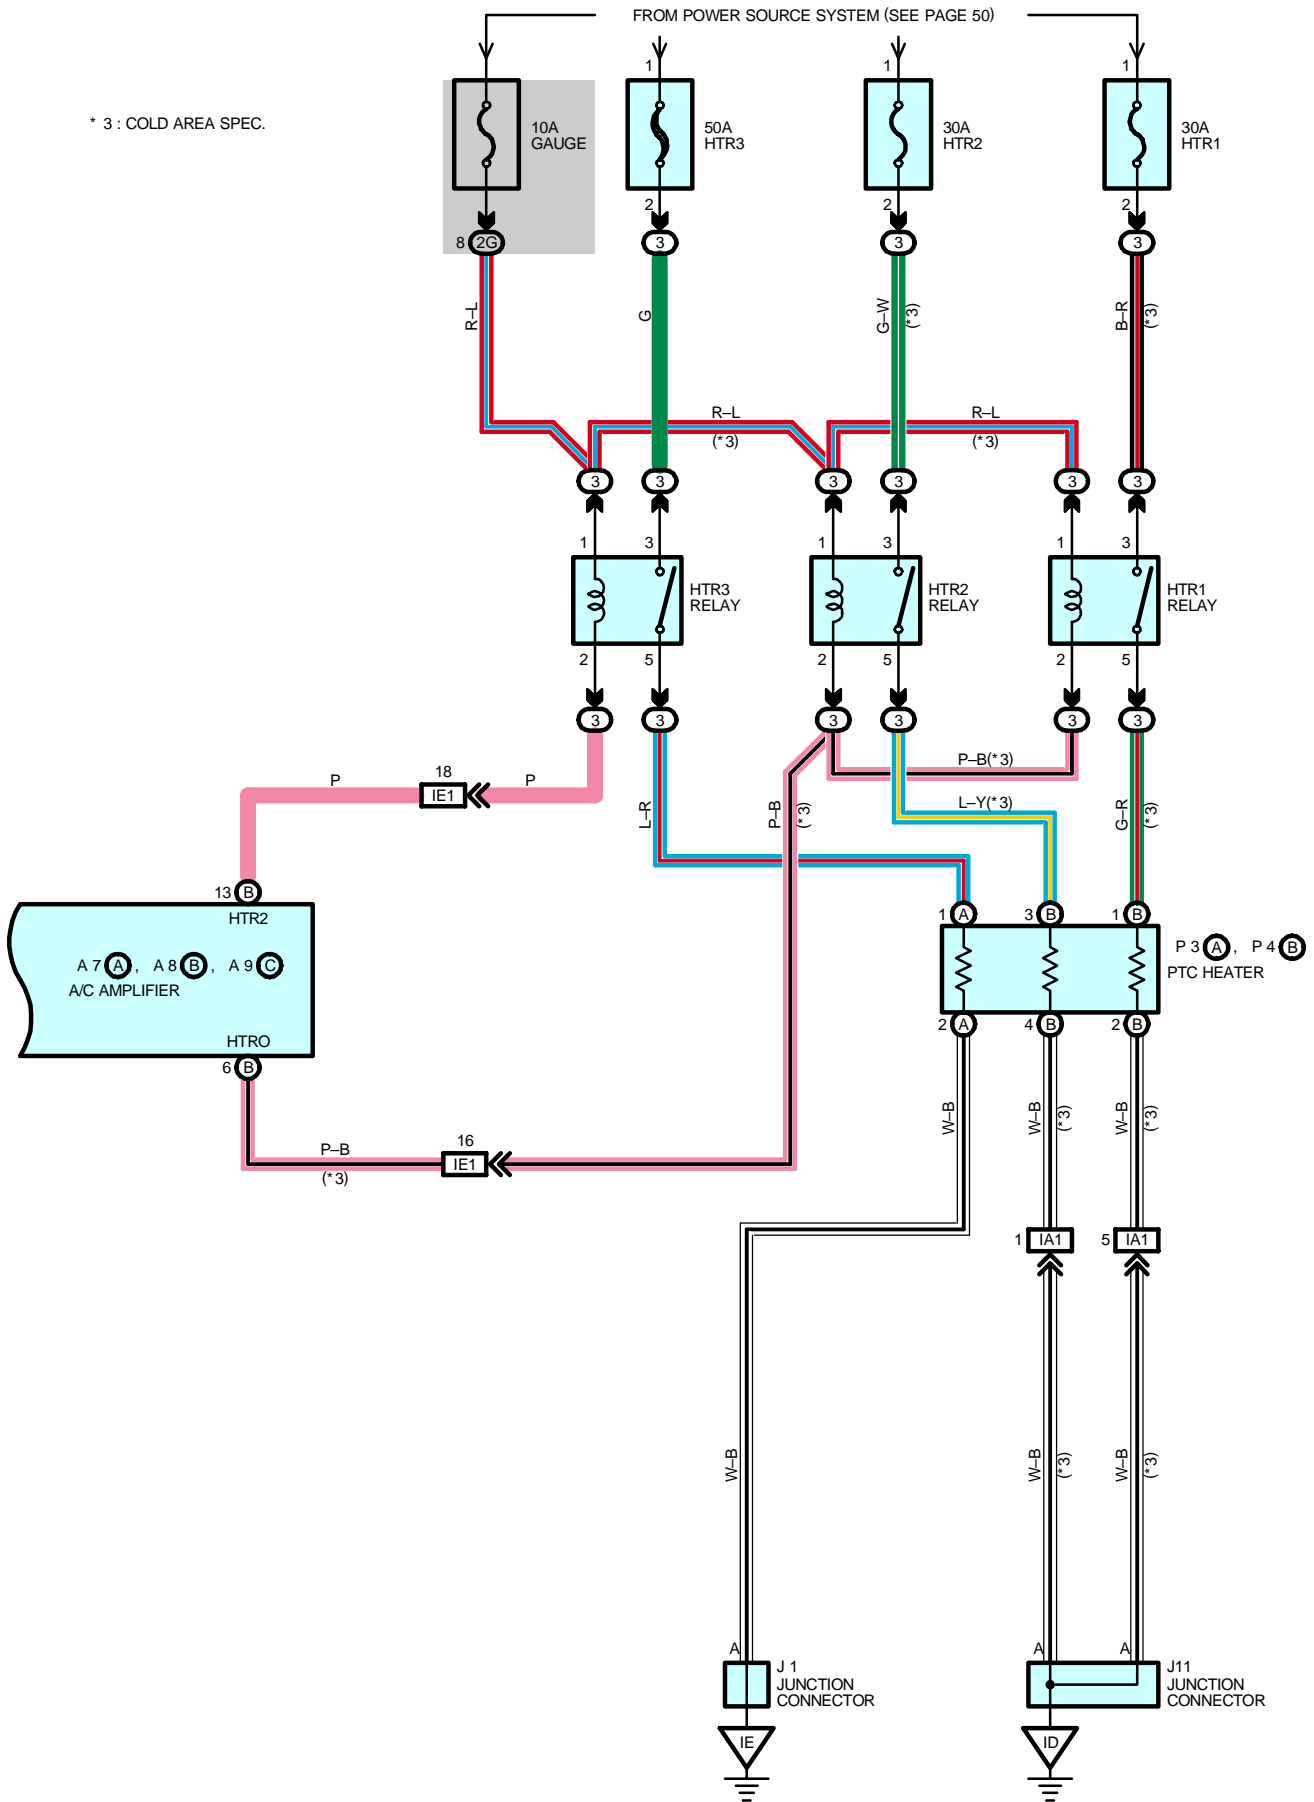 FROM POWER SOURCE SYSTEM (SEE PAGE 50)
1 1 1
* 3 : COLD AREA SPEC.
10A
GAUGE
50A
HTR3
30A
HTR2
30A
HTR1
2 2 2
8 2G 3 3 3
R–L
G
G–W
(*3)
B–R
(*3)
R–L
(*3)
R–L
(*3)
3 3 3 3 3 3
1 3 1 3 1 3
HTR3
RELAY
HTR2
RELAY
HTR1
RELAY
2 5 2 5 2 5
3 3 3 3 3 3
P–B(*3)
P
18
IE1
P
L–R
P–B
(*3)
L–Y(*3)
G–R
(*3)
13 B
HTR2
1 A 3 B 1 B
A 7 A , A 8 B , A 9 C
A/C AMPLIFIER
P 3 A , P 4 B
PTC HEATER
HTRO
6 B
2 A 4 B 2 B
W–B
W–B
(*3)
W–B
(*3)
P–B
(*3)
16
IE1
1 IA1
5 IA1
W–B
W–B
(*3)
W–B
(*3)
A A A
J 1
JUNCTION
CONNECTOR
J11
JUNCTION
CONNECTOR
IE
ID